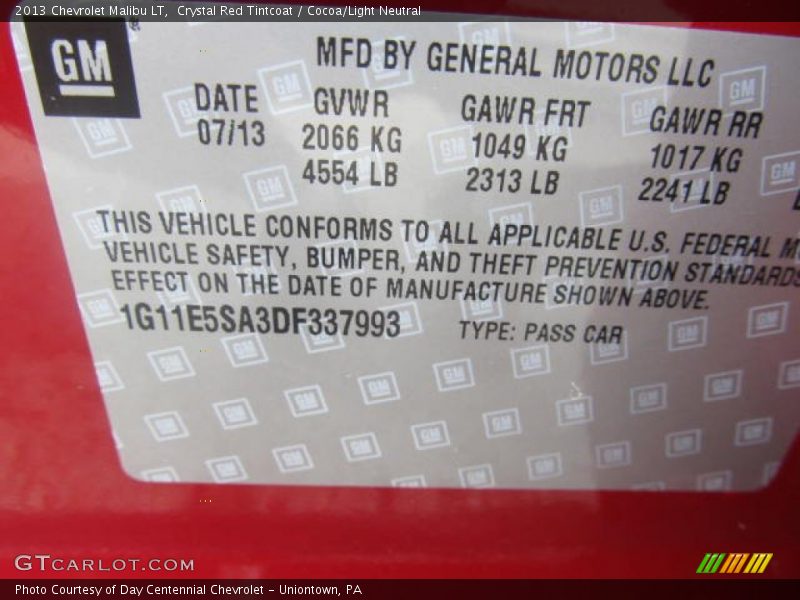 2013 Chevrolet Malibu LT,  Crystal Red Tintcoat / Cocoa/Light Neutral
GM
MFD BY GENERAL MOTORS LLC
DATE GVWR GAWR FRT GAWR RR
07/13 2066 KG 1049 KG 1017 KG
4554 LB 2313 LB 2241 LB
THIS VEHICLE CONFORMS TO ALL APPLICABLE U.S. FEDERAL
VEHICLE SAFETY, BUMPER, AND THEFT PREVENTION STANDARDS
EFFECT ON THE DATE OF MANUFACTURE SHOWN ABOVE.
1G11E5SA3DF337993 TYPE: PASS CAR
GTCARLOT.COM
Photo Courtesy of Day Centennial Chevrolet - Uniontown, PA